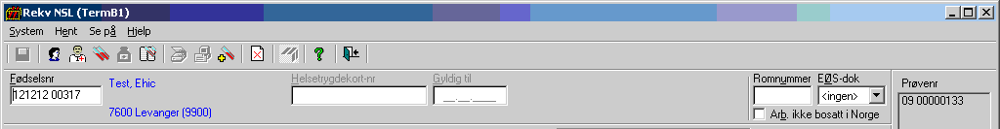 Rekv NSL (TermB1)
System Hent Se på Hjelp
Fødselsnr Test, Ehic Helsetrygdekort-nr Gyldig til Romnummer EØS-dok Prøvenr
121212 00317 __.__.____ <ingen> 09 00000133
7600 Levanger (9900) Arb. ikke bosatt i Norge